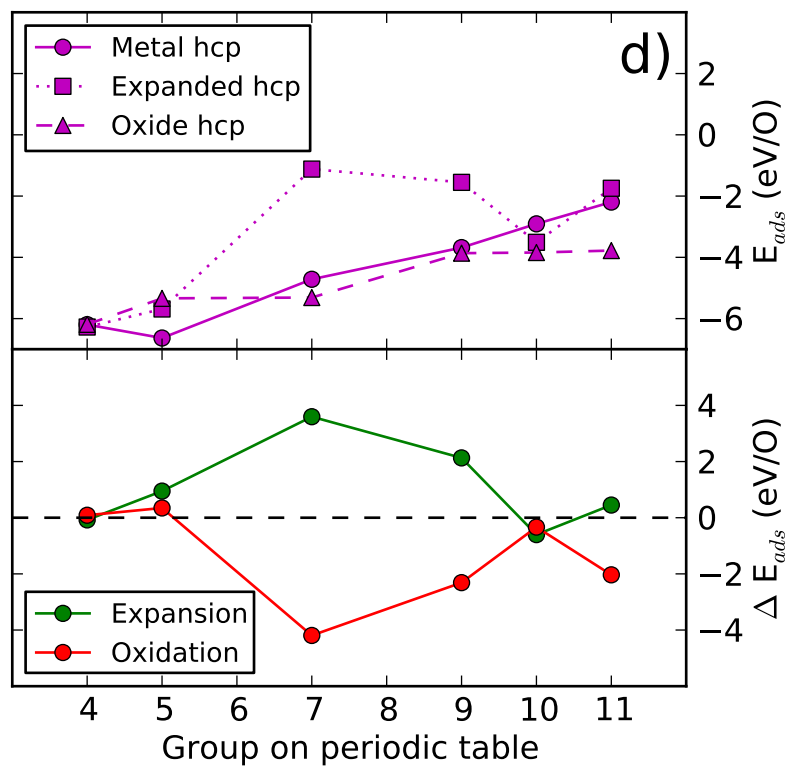 Metal hcp
Expanded hcp
Oxide hcp
d)
2
0
−2
−4
−6
E_ads (eV/O)
4
2
0
−2
−4
Δ E_ads (eV/O)
Expansion
Oxidation
4 5 6 7 8 9 10 11
Group on periodic table